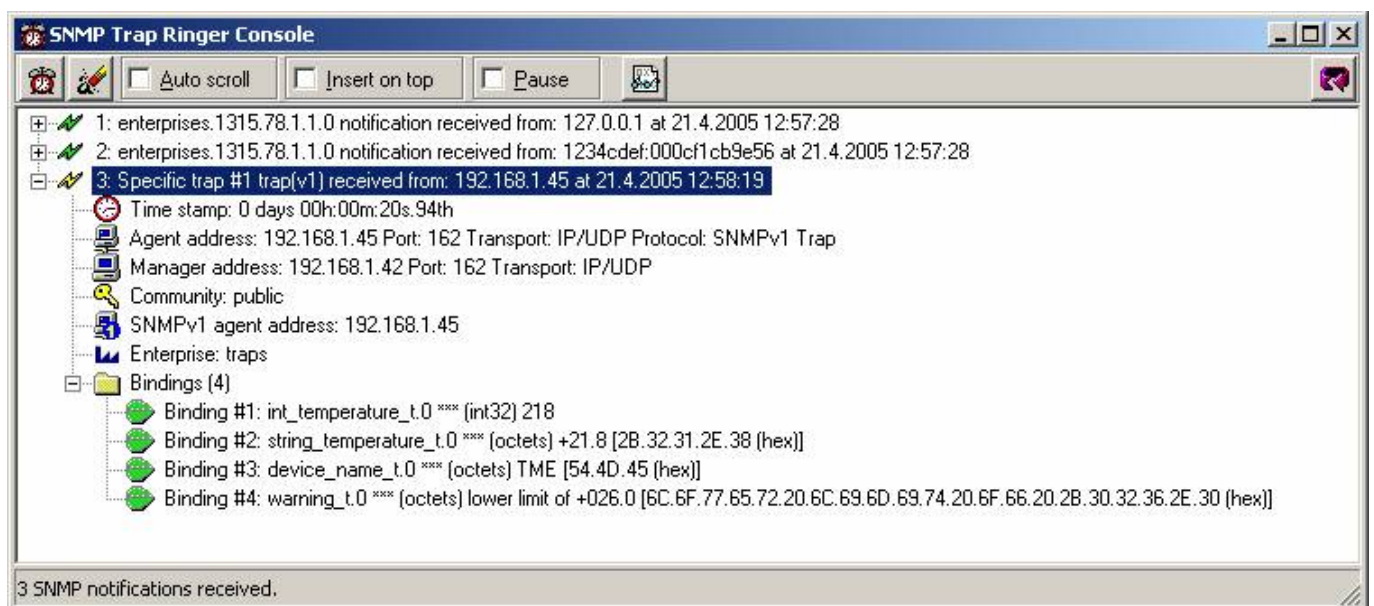 SNMP Trap Ringer Console
Auto scroll Insert on top Pause
1: enterprises.1315.78.1.1.0 notification received from: 127.0.0.1 at 21.4.2005 12:57:28
2: enterprises.1315.78.1.1.0 notification received from: 1234cdef:000cf1cb9e56 at 21.4.2005 12:57:28
3: Specific trap #1 trap(v1) received from: 192.168.1.45 at 21.4.2005 12:58:19
Time stamp: 0 days 00h:00m:20s.94th
Agent address: 192.168.1.45 Port: 162 Transport: IP/UDP Protocol: SNMPv1 Trap
Manager address: 192.168.1.42 Port: 162 Transport: IP/UDP
Community: public
SNMPv1 agent address: 192.168.1.45
Enterprise: traps
Bindings (4)
Binding #1: int_temperature_t.0 *** (int32) 218
Binding #2: string_temperature_t.0 *** (octets) +21.8 [2B.32.31.2E.38 (hex)]
Binding #3: device_name_t.0 *** (octets) TME [54.4D.45 (hex)]
Binding #4: warning_t.0 *** (octets) lower limit of +026.0 [6C.6F.77.65.72.20.6C.69.6D.69.74.20.6F.66.20.2B.30.32.36.2E.30 (hex)]
3 SNMP notifications received.